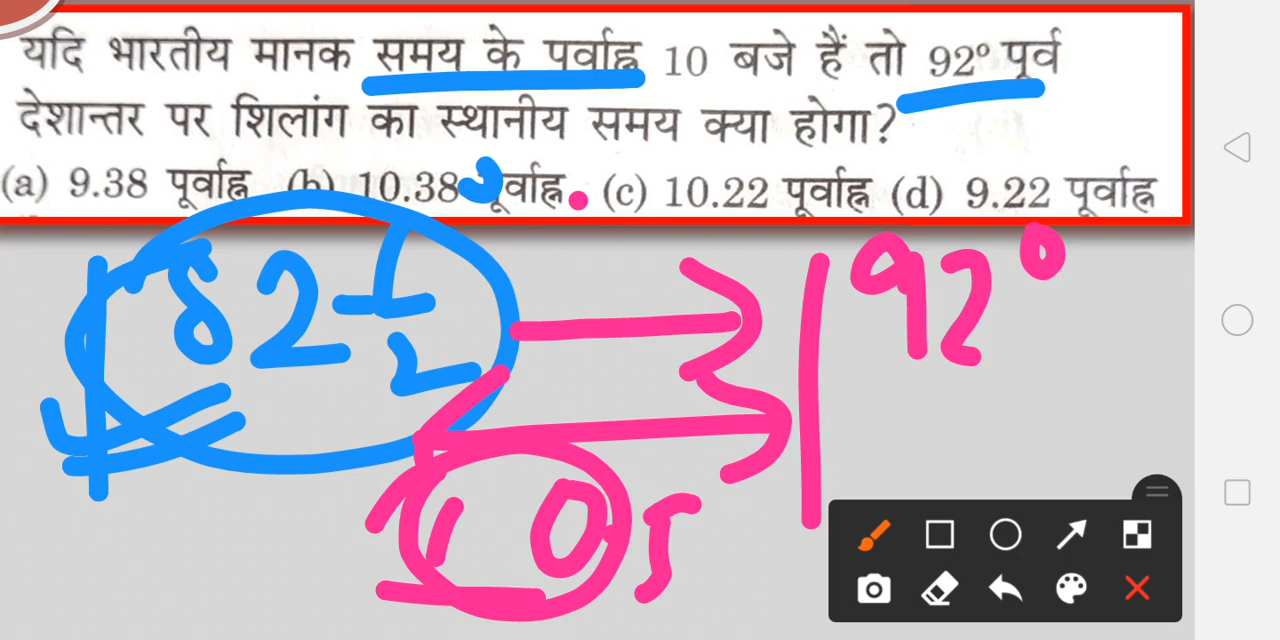 यदि भारतीय मानक समय के पूर्वाह्न 10 बजे हैं तो 92° पूर्व
देशान्तर पर शिलांग का स्थानीय समय क्या होगा?
(a) 9.38 पूर्वाह्न (b) 10.38 पूर्वाह्न (c) 10.22 पूर्वाह्न (d) 9.22 पूर्वाह्न
82 1/2
92°
10